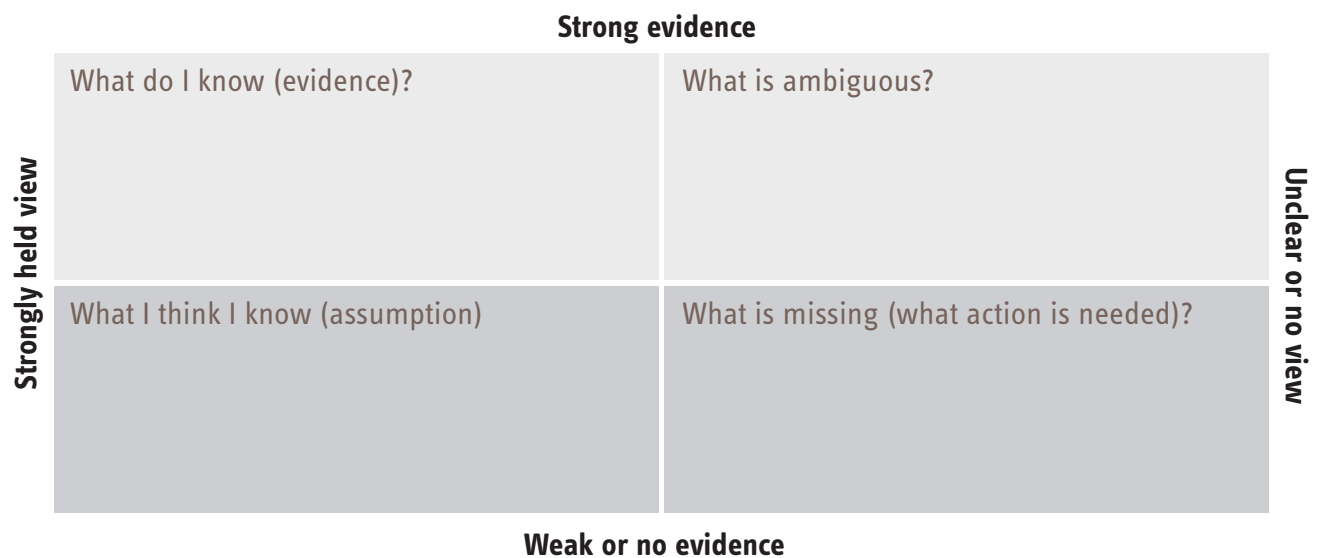 Strong evidence
What do I know (evidence)?
What is ambiguous?
Strongly held view
Unclear or no view
What I think I know (assumption)
What is missing (what action is needed)?
Weak or no evidence